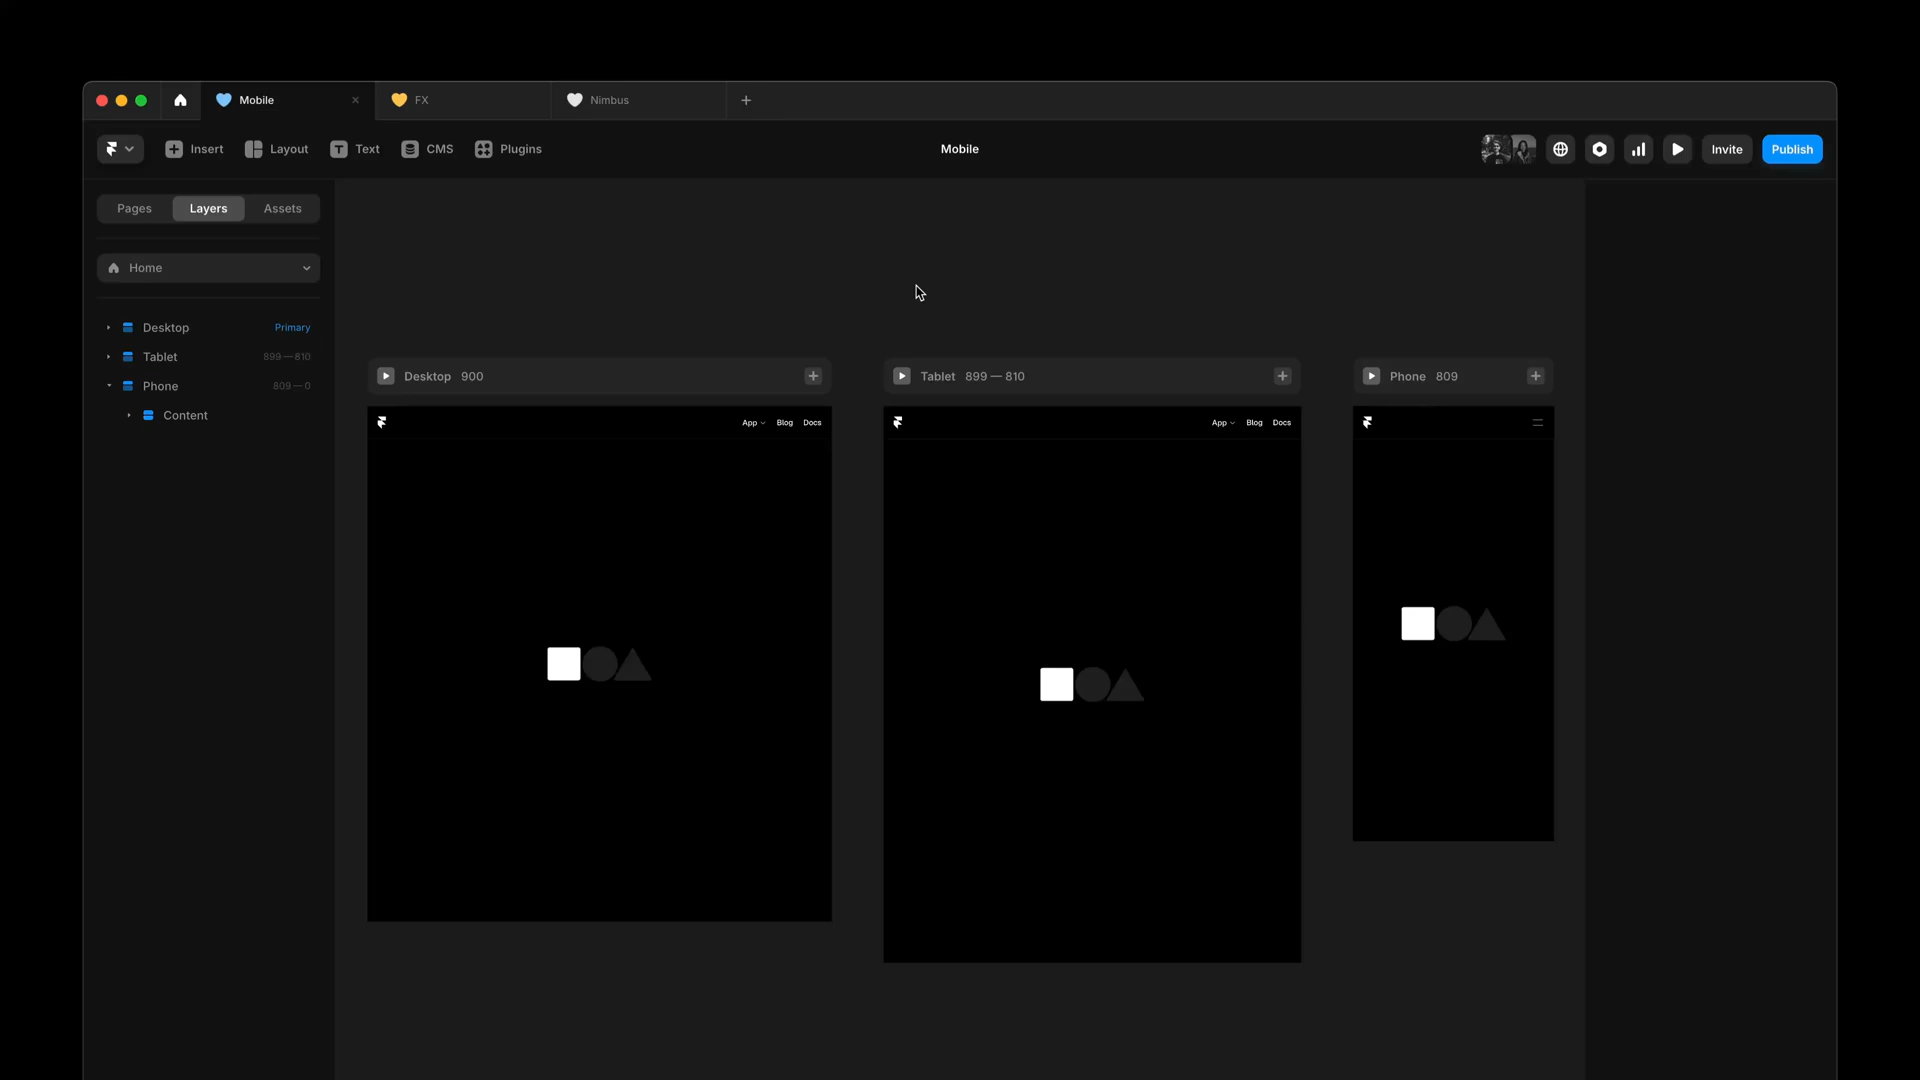 Mobile
FX
Nimbus
Insert
Layout
Text
CMS
Plugins
Mobile
Invite
Publish
Pages
Layers
Assets
Home
Desktop
Primary
Tablet
899 — 810
Phone
809 — 0
Content
Desktop 900
Tablet 899 — 810
Phone 809
App Blog Docs
App Blog Docs